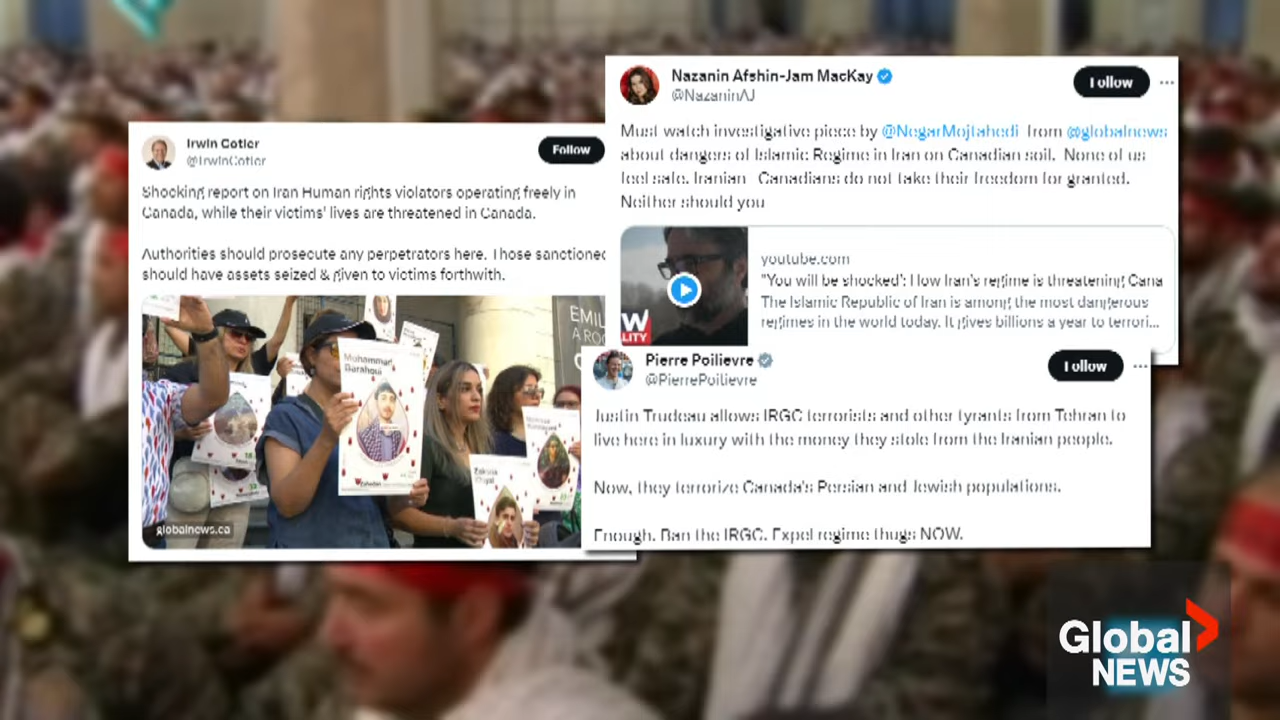 Irwin Cotler
@IrwinCotler
Follow
Shocking report on Iran Human rights violators operating freely in
Canada, while their victims' lives are threatened in Canada.
Authorities should prosecute any perpetrators here. Those sanctioned
should have assets seized & given to victims forthwith.
Muhammad
Barahoui
EMIL
A ROO
globalnews.ca
Nazanin Afshin-Jam MacKay
@NazaninAJ
Follow
Must watch investigative piece by @NegarMojtahedi from @globalnews
about dangers of Islamic Regime in Iran on Canadian soil. None of us
feel safe. Iranian Canadians do not take their freedom for granted.
Neither should you
W
LITY
youtube.com
"You will be shocked': How Iran's regime is threatening Cana
The Islamic Republic of Iran is among the most dangerous
regimes in the world today. It gives billions a year to terrori...
Pierre Poilievre
@PierrePoilievre
Follow
Justin Trudeau allows IRGC terrorists and other tyrants from Tehran to
live here in luxury with the money they stole from the Iranian people.
Now, they terrorize Canada's Persian and Jewish populations.
Enough. Ban the IRGC. Expel regime thugs NOW.
Global
NEWS